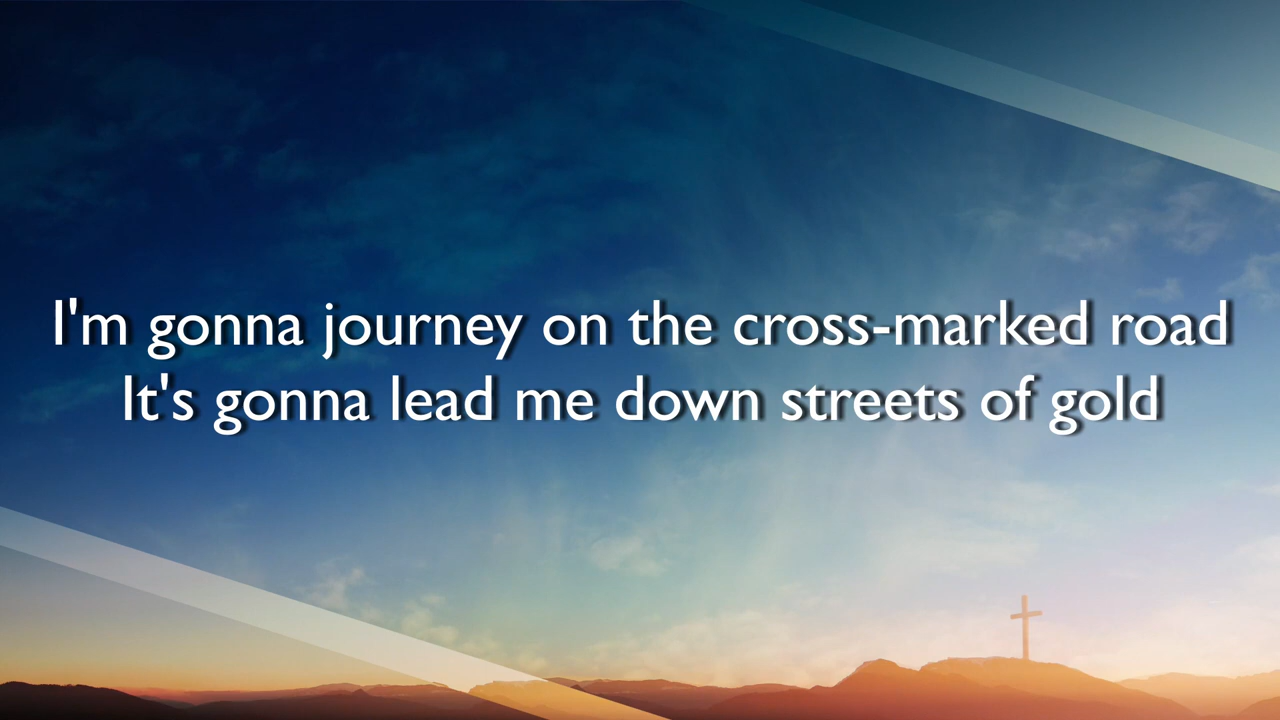 I'm gonna journey on the cross-marked road
It's gonna lead me down streets of gold